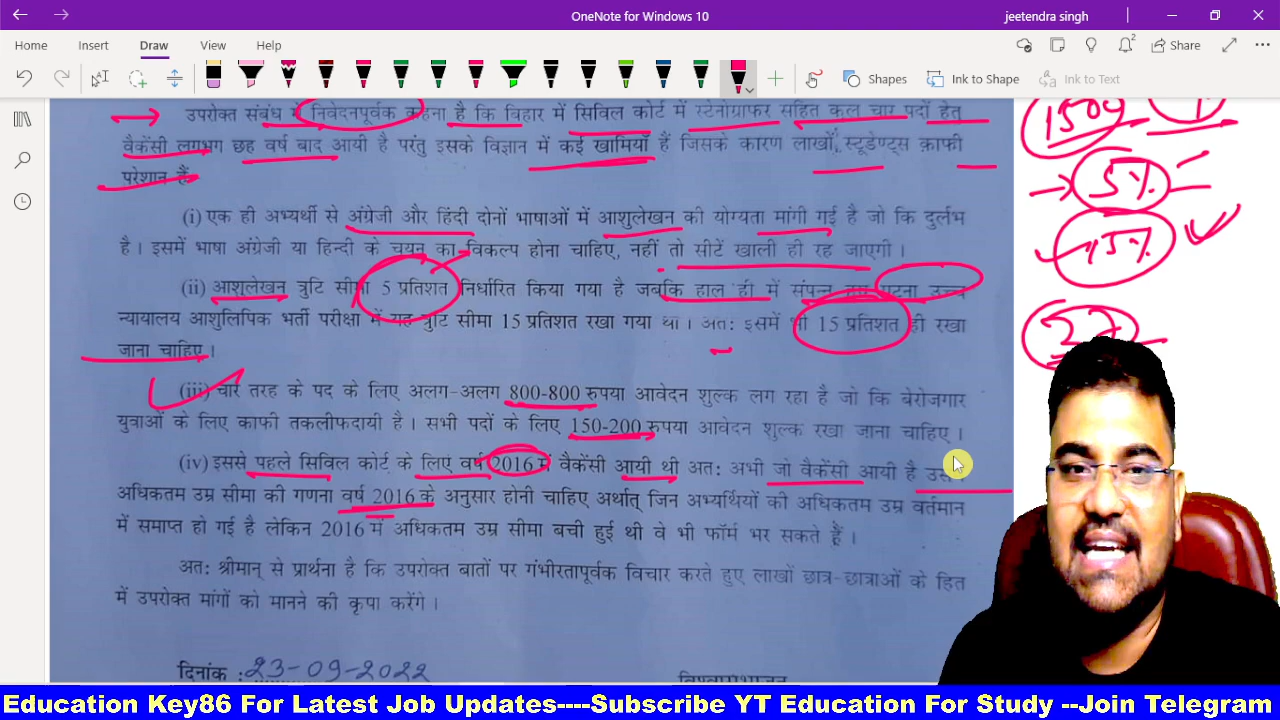 OneNote for Windows 10
jeetendra singh
Home Insert Draw View Help
Share
Shapes Ink to Shape Ink to Text
उपरोक्त संबंध में निवेदनपूर्वक कहना है कि बिहार में सिविल कोर्ट में स्टेनोग्राफर सहित कुल चार पदों हेतु
वैकेंसी लगभग छह वर्ष बाद आयी है परंतु इसके विज्ञान में कई खामियाँ हैं जिसके कारण लाखों स्टूडेण्ट्स काफी
परेशान हैं।
(i) एक ही अभ्यर्थी से अंग्रेजी और हिंदी दोनों भाषाओं में आशुलेखन की योग्यता मांगी गई है जो कि दुर्लभ
है। इसमें भाषा अंग्रेजी या हिन्दी के चयन का विकल्प होना चाहिए, नहीं तो सीटें खाली ही रह जाएगी।
(ii) आशुलेखन त्रुटि सीमा 5 प्रतिशत निर्धारित किया गया है जबकि हाल ही में संपन्न पटना उच्च
न्यायालय आशुलिपिक भर्ती परीक्षा में यह त्रुटि सीमा 15 प्रतिशत रखा गया था। अत: इसमें भी 15 प्रतिशत ही रखा
जाना चाहिए।
(iii) चार तरह के पद के लिए अलग-अलग 800-800 रुपया आवेदन शुल्क लग रहा है जो कि बेरोजगार
युवाओं के लिए काफी तकलीफदायी है। सभी पदों के लिए 150-200 रुपया आवेदन शुल्क रखा जाना चाहिए।
(iv) इससे पहले सिविल कोर्ट के लिए वर्ष 2016 में वैकेंसी आयी थी अत: अभी जो वैकेंसी आयी है
अधिकतम उम्र सीमा की गणना वर्ष 2016 के अनुसार होनी चाहिए अर्थात् जिन अभ्यर्थियों की अधिकतम उम्र वर्तमान
में समाप्त हो गई है लेकिन 2016 में अधिकतम उम्र सीमा बची हुई थी वे भी फॉर्म भर सकते हैं।
अत: श्रीमान् से प्रार्थना है कि उपरोक्त बातों पर गंभीरतापूर्वक विचार करते हुए लाखों छात्र-छात्राओं के हित
में उपरोक्त मांगों को मानने की कृपा करेंगे।
दिनांक : 23-09-2022
5%
15%
Education Key86 For Latest Job Updates----Subscribe YT Education For Study --Join Telegram